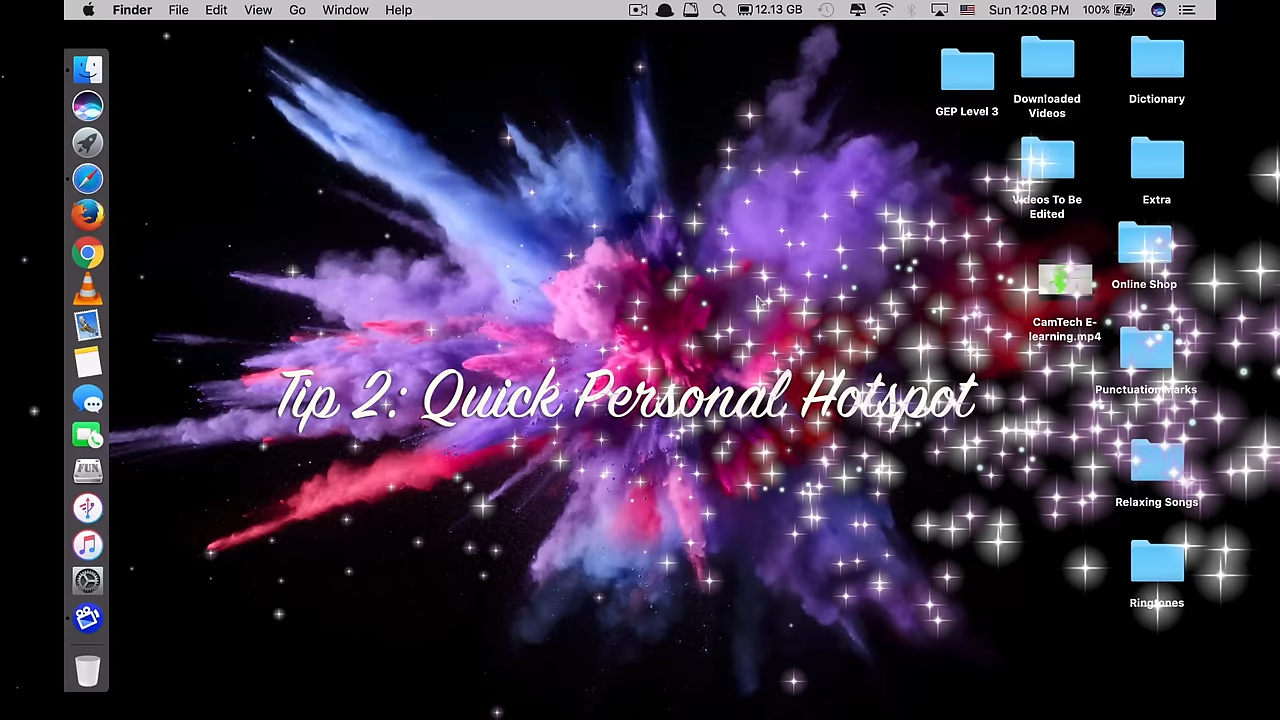 Finder File Edit View Go Window Help 12.13 GB Sun 12:08 PM 100%
GEP Level 3
Downloaded
Videos
Dictionary
Videos To Be
Edited
Extra
Online Shop
CamTech E-
learning.mp4
Tip 2: Quick Personal Hotspot
Punctuation Marks
FUN
Relaxing Songs
Ringtones